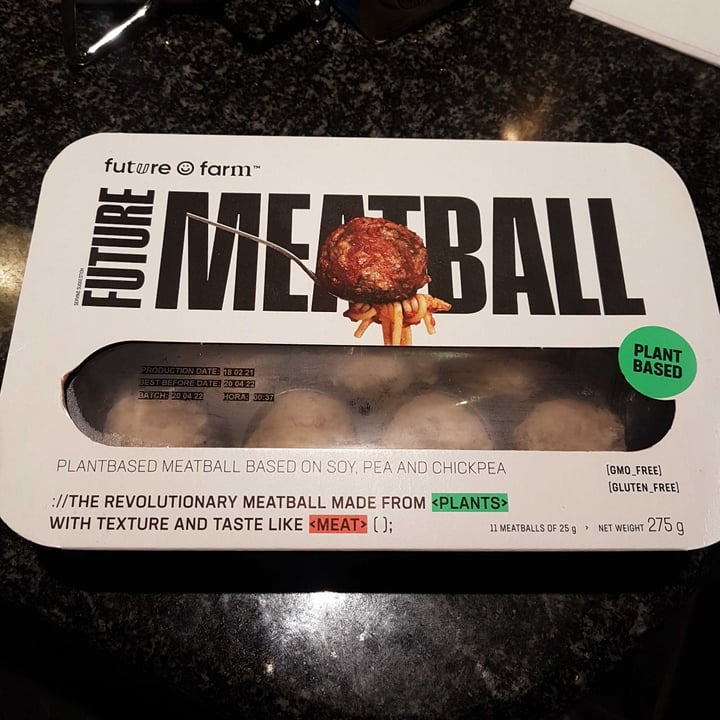 future farm™
FUTURE
MEATBALL
SERVING SUGGESTION
PLANT
BASED
PRODUCTION DATE: 18 02 21
BEST BEFORE DATE: 20 04 22
BATCH: 20 04 22 HORA: 00:37
PLANTBASED MEATBALL BASED ON SOY, PEA AND CHICKPEA
[GMO_FREE]
[GLUTEN_FREE]
://THE REVOLUTIONARY MEATBALL MADE FROM <PLANTS>
WITH TEXTURE AND TASTE LIKE <MEAT> ();
11 MEATBALLS OF 25 g › NET WEIGHT 275 g